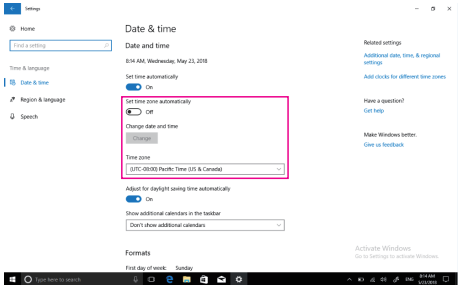 Settings
Home
Find a setting
Time & language
Date & time
Region & language
Speech
Date & time
Date and time
8:14 AM, Wednesday, May 23, 2018
Set time automatically
On
Set time zone automatically
Off
Change date and time
Change
Time zone
(UTC-08:00) Pacific Time (US & Canada)
Adjust for daylight saving time automatically
On
Show additional calendars in the taskbar
Don't show additional calendars
Formats
First day of week: Sunday
Related settings
Additional date, time, & regional
settings
Add clocks for different time zones
Have a question?
Get help
Make Windows better.
Give us feedback
Activate Windows
Go to Settings to activate Windows.
Type here to search
ENG
8:14 AM
5/23/2018